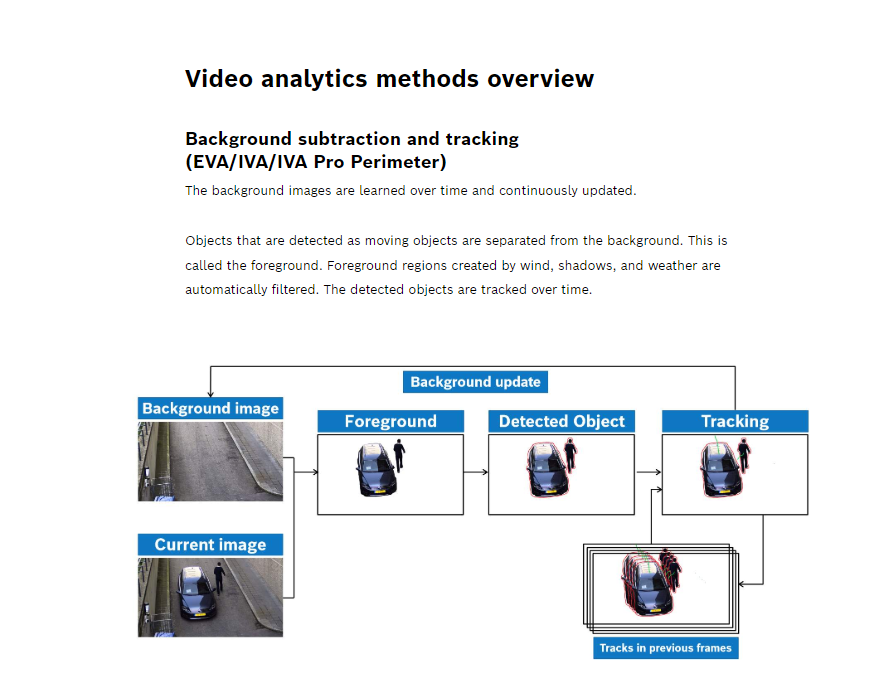 Video analytics methods overview
Background subtraction and tracking
(EVA/IVA/IVA Pro Perimeter)
The background images are learned over time and continuously updated.
Objects that are detected as moving objects are separated from the background. This is
called the foreground. Foreground regions created by wind, shadows, and weather are
automatically filtered. The detected objects are tracked over time.
Background update
Background image
Foreground
Detected Object
Tracking
Current image
Tracks in previous frames